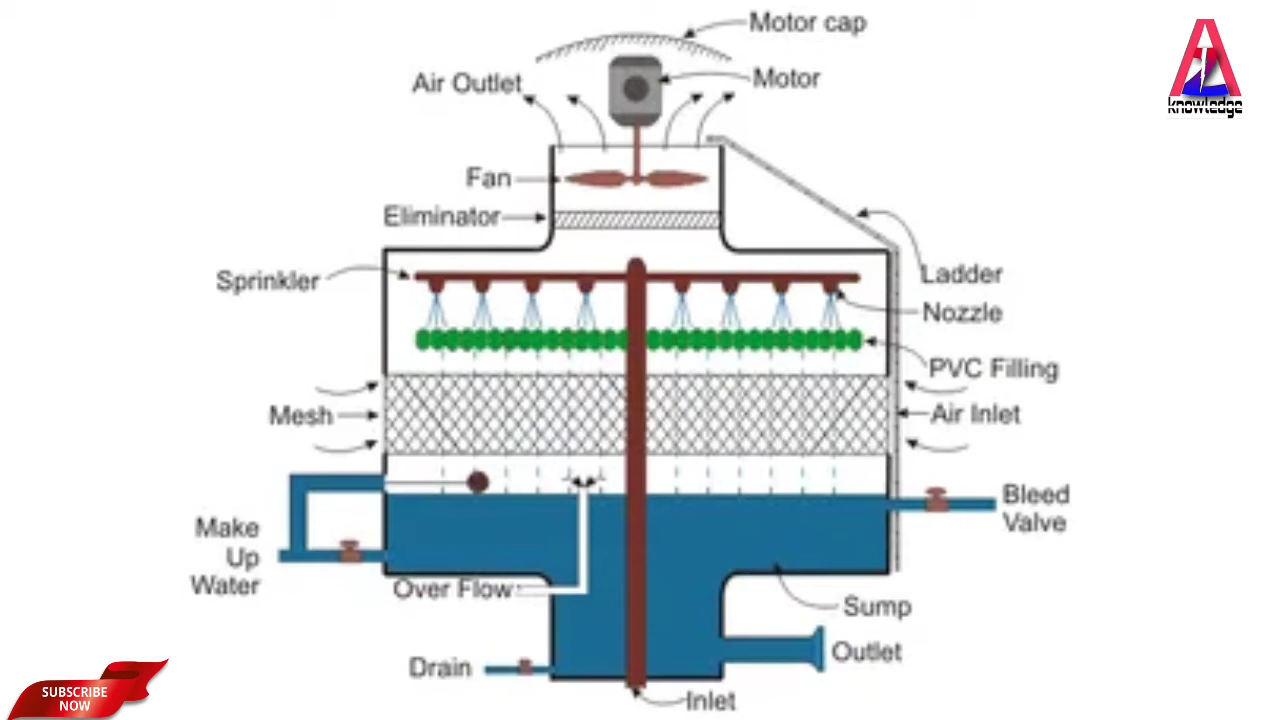 Motor cap
Air Outlet
Motor
knowledge
Fan
Eliminator
Sprinkler
Ladder
Nozzle
PVC Filling
Mesh
Air Inlet
Bleed
Valve
Make
Up
Water
Over Flow
Sump
Outlet
Drain
Inlet
SUBSCRIBE
NOW